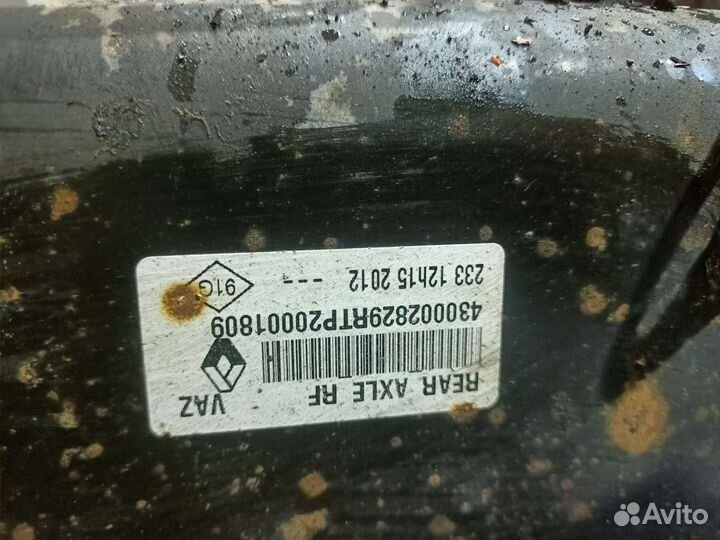 REAR AXLE RF
VAZ
430002829RTP20001809
233 12h15 2012 ---
91G
Avito